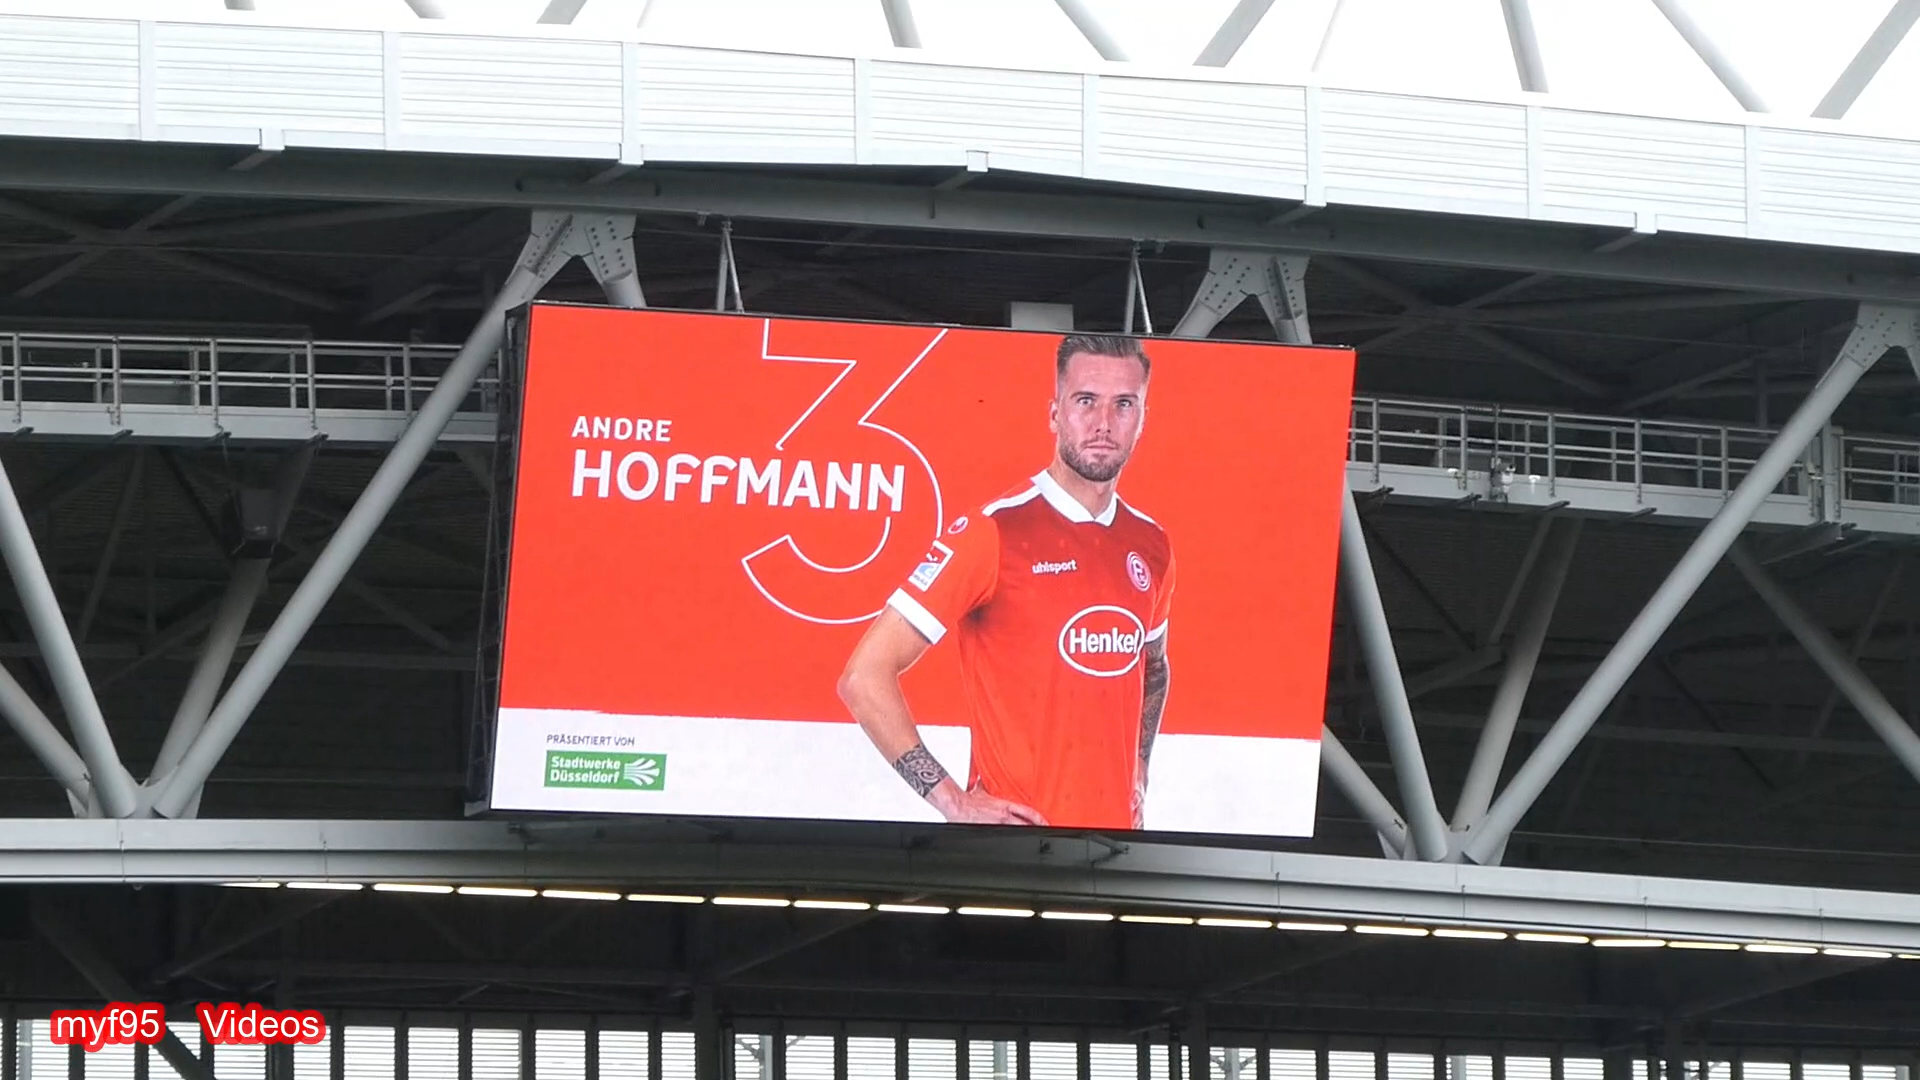 3
ANDRE
HOFFMANN
uhlsport
Henkel
PRÄSENTIERT VON
Stadtwerke
Düsseldorf
myf95 Videos